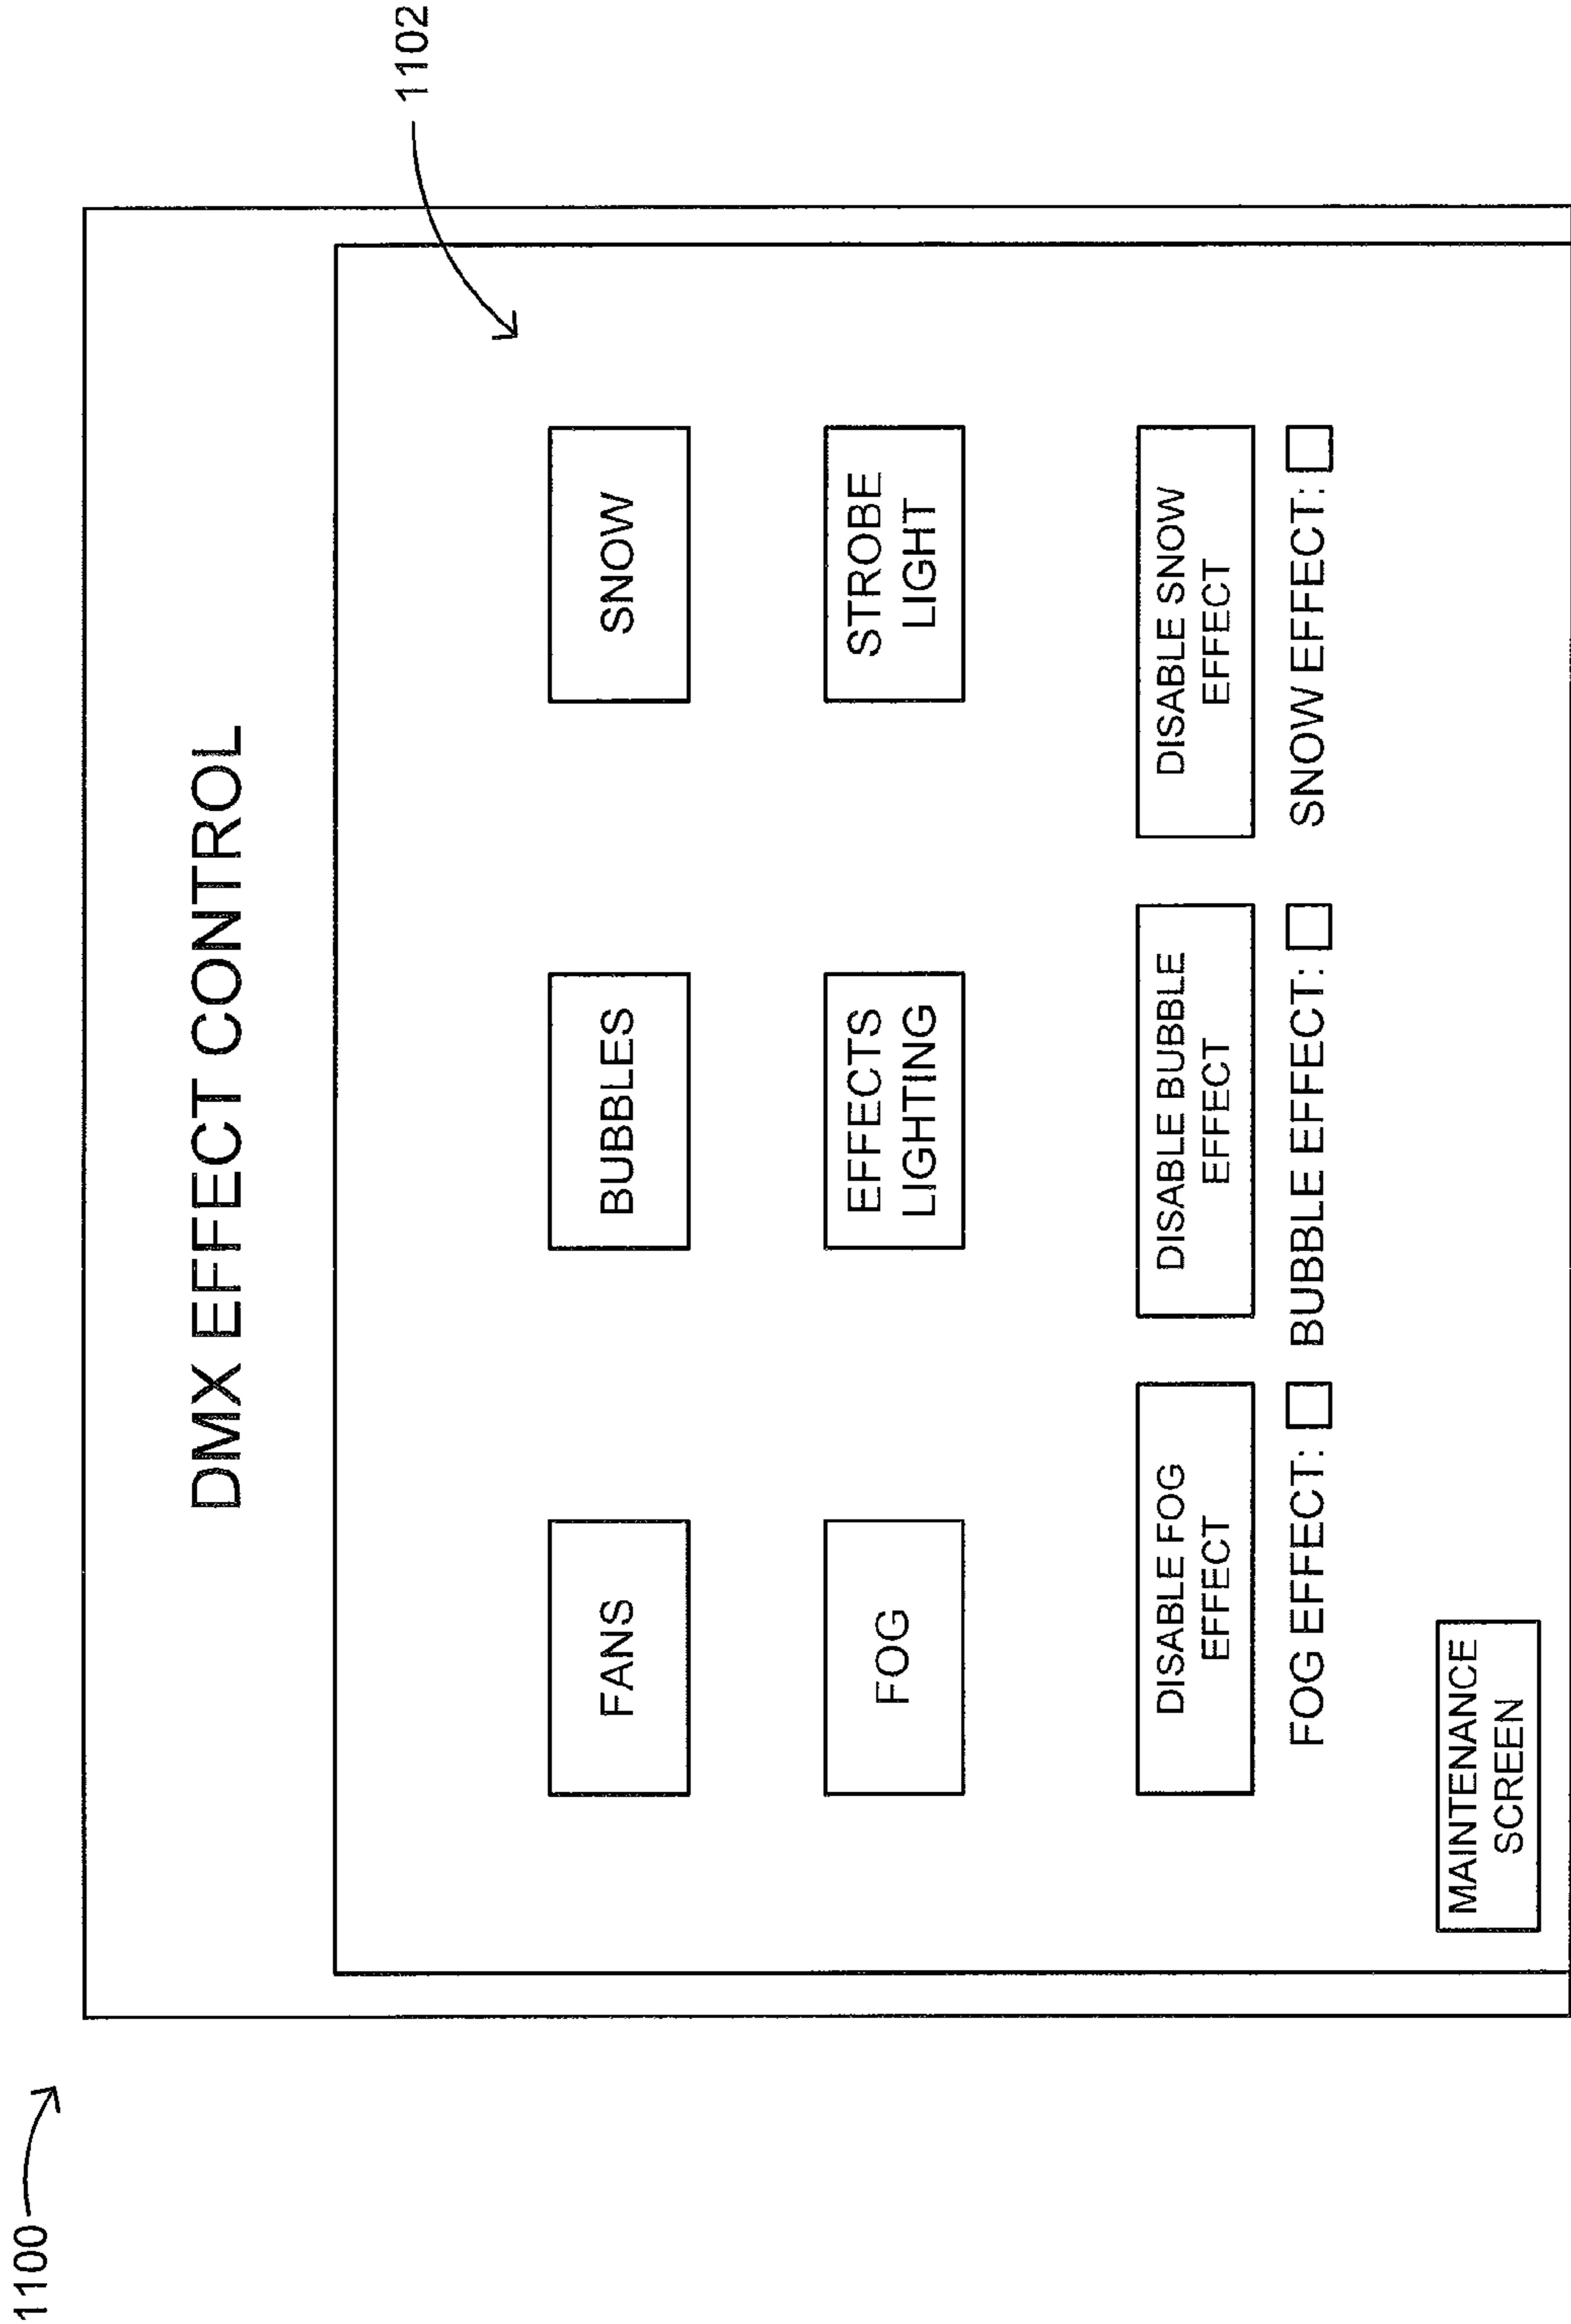 1100
1102
DMX EFFECT CONTROL
FANS
BUBBLES
SNOW
FOG
EFFECTS
LIGHTING
STROBE
LIGHT
DISABLE FOG
EFFECT
DISABLE BUBBLE
EFFECT
DISABLE SNOW
EFFECT
FOG EFFECT:
BUBBLE EFFECT:
SNOW EFFECT:
MAINTENANCE
SCREEN